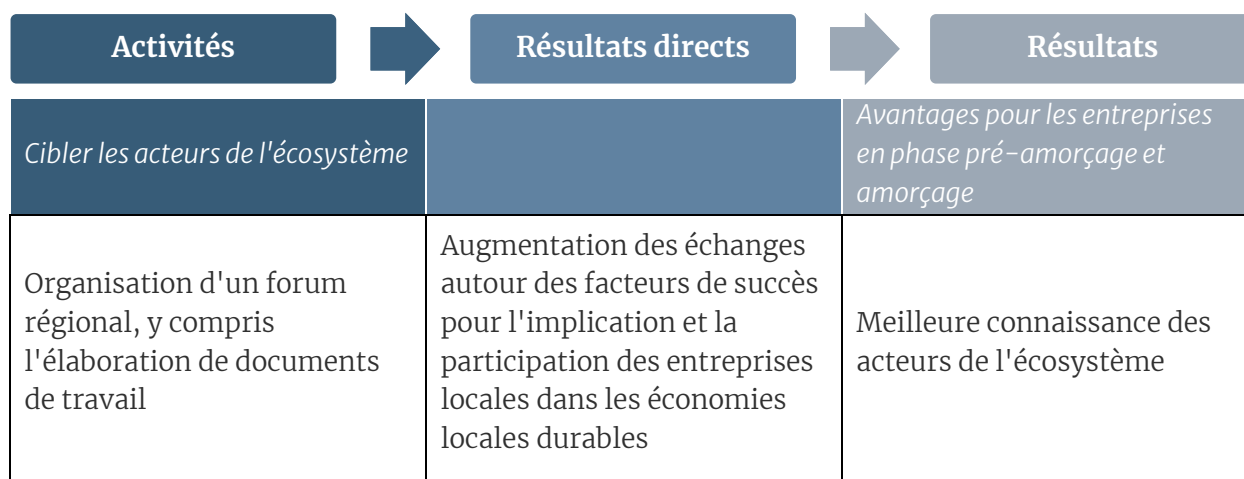 Activités
Résultats directs
Résultats
Cibler les acteurs de l'écosystème
Avantages pour les entreprises
en phase pré-amorçage et
amorçage
Organisation d'un forum
régional, y compris
l'élaboration de documents
de travail
Augmentation des échanges
autour des facteurs de succès
pour l'implication et la
participation des entreprises
locales dans les économies
locales durables
Meilleure connaissance des
acteurs de l'écosystème